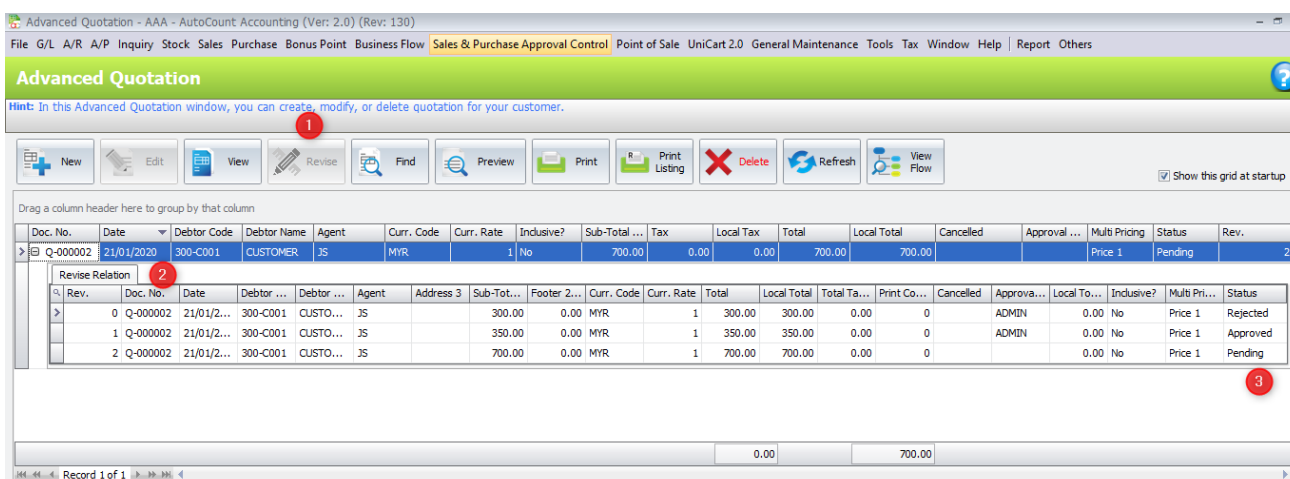 Advanced Quotation - AAA - AutoCount Accounting (Ver: 2.0) (Rev: 130)
File G/L A/R A/P Inquiry Stock Sales Purchase Bonus Point Business Flow Sales & Purchase Approval Control Point of Sale UniCart 2.0 General Maintenance Tools Tax Window Help | Report Others
Advanced Quotation
?
Hint: In this Advanced Quotation window, you can create, modify, or delete quotation for your customer.
1
New Edit View Revise Find Preview Print Print Listing Delete Refresh View Flow
Show this grid at startup
Drag a column header here to group by that column
Doc. No. Date Debtor Code Debtor Name Agent Curr. Code Curr. Rate Inclusive? Sub-Total ... Tax Local Tax Total Local Total Cancelled Approval ... Multi Pricing Status Rev.
Q-000002 21/01/2020 300-C001 CUSTOMER JS MYR 1 No 700.00 0.00 0.00 700.00 700.00 Price 1 Pending 2
Revise Relation 2
Rev. Doc. No. Date Debtor ... Debtor ... Agent Address 3 Sub-Tot... Footer 2... Curr. Code Curr. Rate Total Local Total Total Ta... Print Co... Cancelled Approva... Local To... Inclusive? Multi Pri... Status
0 Q-000002 21/01/2... 300-C001 CUSTO... JS 300.00 0.00 MYR 1 300.00 300.00 0.00 0 ADMIN 0.00 No Price 1 Rejected
1 Q-000002 21/01/2... 300-C001 CUSTO... JS 350.00 0.00 MYR 1 350.00 350.00 0.00 0 ADMIN 0.00 No Price 1 Approved
2 Q-000002 21/01/2... 300-C001 CUSTO... JS 700.00 0.00 MYR 1 700.00 700.00 0.00 0 0.00 No Price 1 Pending
3
0.00 700.00
Record 1 of 1